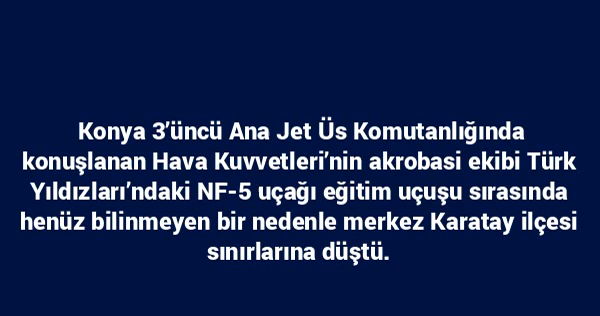 Konya 3'üncü Ana Jet Üs Komutanlığında
konuşlanan Hava Kuvvetleri'nin akrobasi ekibi Türk
Yıldızları'ndaki NF-5 uçağı eğitim uçuşu sırasında
henüz bilinmeyen bir nedenle merkez Karatay ilçesi
sınırlarına düştü.